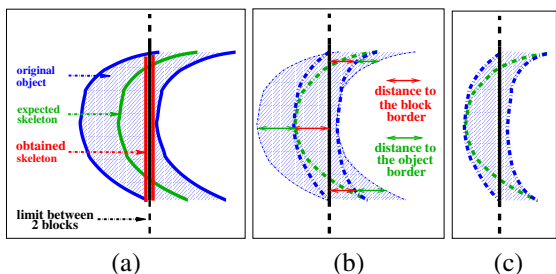 original
object
expected
skeleton
obtained
skeleton
limit between
2 blocks
distance to
the block
border
distance to
the object
border
(a)
(b)
(c)